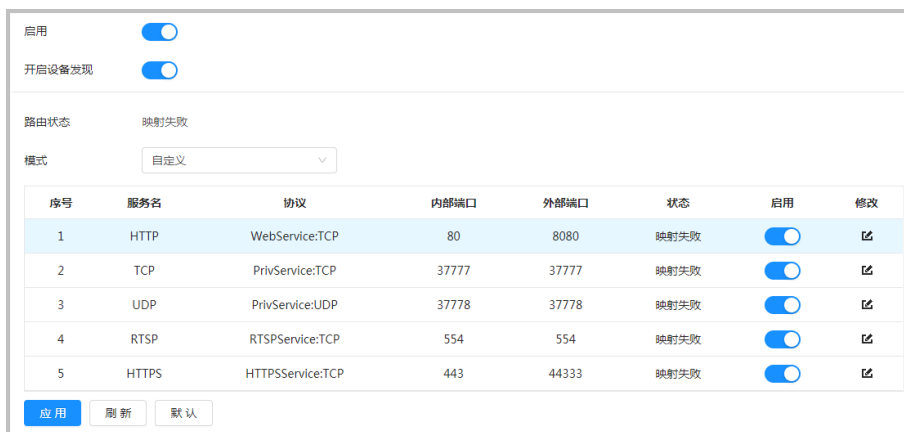 启用
开启设备发现
路由状态 映射失败
模式 自定义
序号 服务名 协议 内部端口 外部端口 状态 启用 修改
1 HTTP WebService:TCP 80 8080 映射失败
2 TCP PrivService:TCP 37777 37777 映射失败
3 UDP PrivService:UDP 37778 37778 映射失败
4 RTSP RTSPService:TCP 554 554 映射失败
5 HTTPS HTTPSService:TCP 443 44333 映射失败
应用 刷新 默认